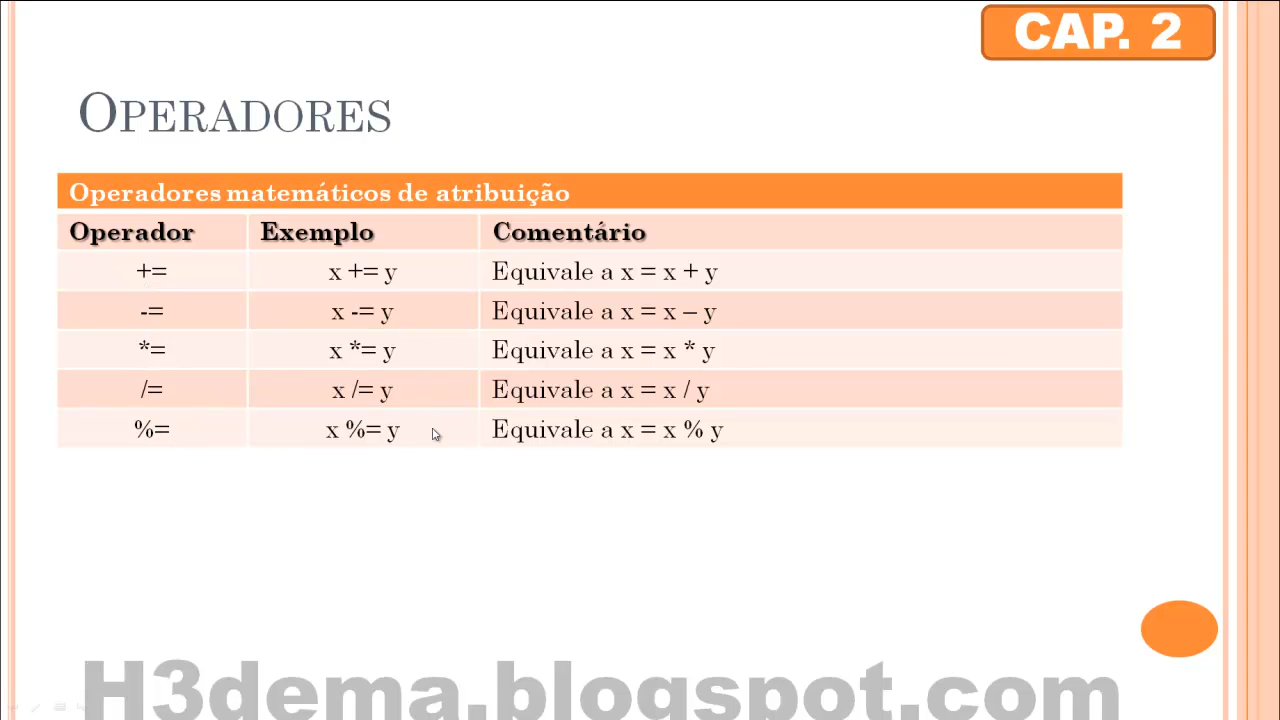 CAP. 2
OPERADORES
Operadores matemáticos de atribuição
Operador Exemplo Comentário
+= x += y Equivale a x = x + y
-= x -= y Equivale a x = x – y
*= x *= y Equivale a x = x * y
/= x /= y Equivale a x = x / y
%= x %= y Equivale a x = x % y
H3dema.blogspot.com